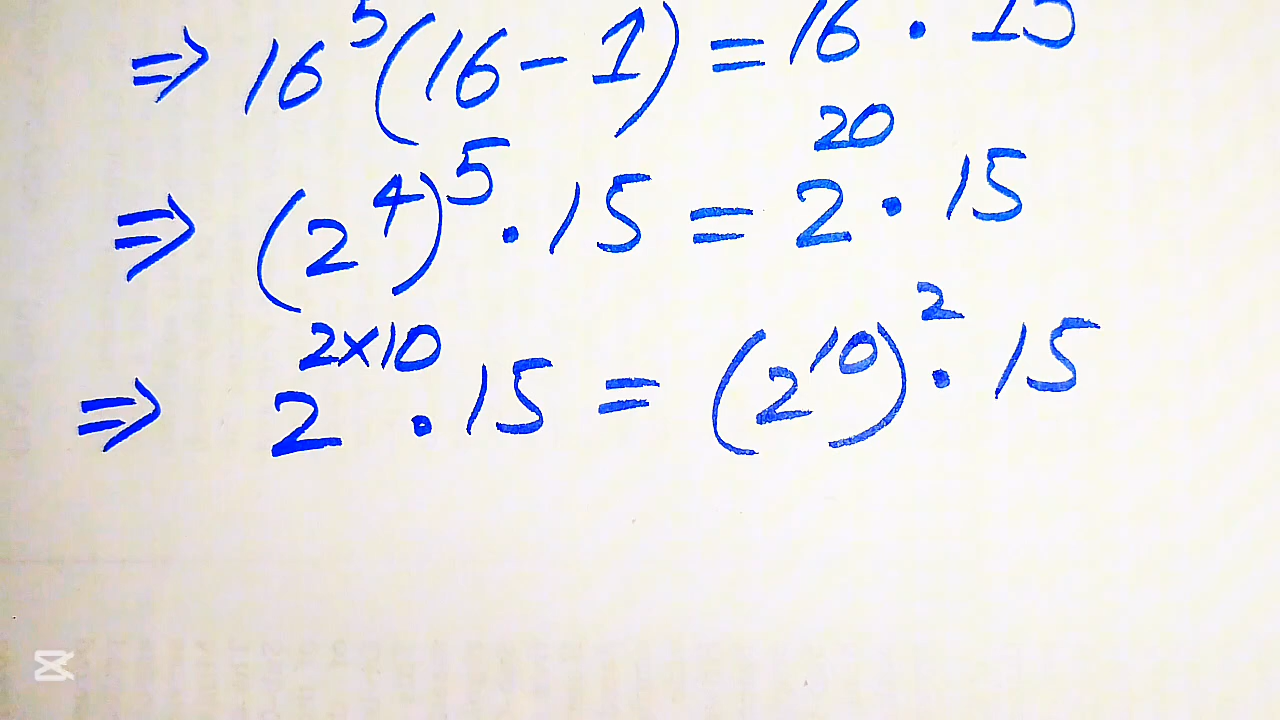 ⇒ 16⁵(16 − 1) = 16 · 15
⇒ (2⁴)⁵ · 15 = 2²⁰ · 15
⇒ 2²ˣ¹⁰ · 15 = (2¹⁰)² · 15